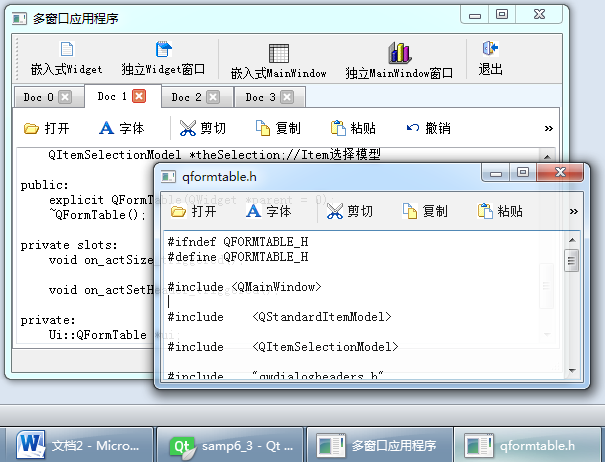 多窗口应用程序
嵌入式Widget 独立Widget窗口 嵌入式MainWindow 独立MainWindow窗口 退出
Doc 0 Doc 1 Doc 2 Doc 3
打开 A 字体 剪切 复制 粘贴 撤销 »
QItemSelectionModel *theSelection;//Item选择模型
public:
explicit QFormTable(QWidget *parent = 0)
~QFormTable();
private slots:
void on_actSize
void on_actSetHe
private:
Ui::QFormTable *ui
qformtable.h
打开 A 字体 剪切 复制 粘贴 »
#ifndef QFORMTABLE_H
#define QFORMTABLE_H
#include <QMainWindow>
#include    <QStandardItemModel>
#include    <QItemSelectionModel>
#include    "qwdialogheaders.h"
文档2 - Micro... samp6_3 - Qt ... 多窗口应用程序 qformtable.h